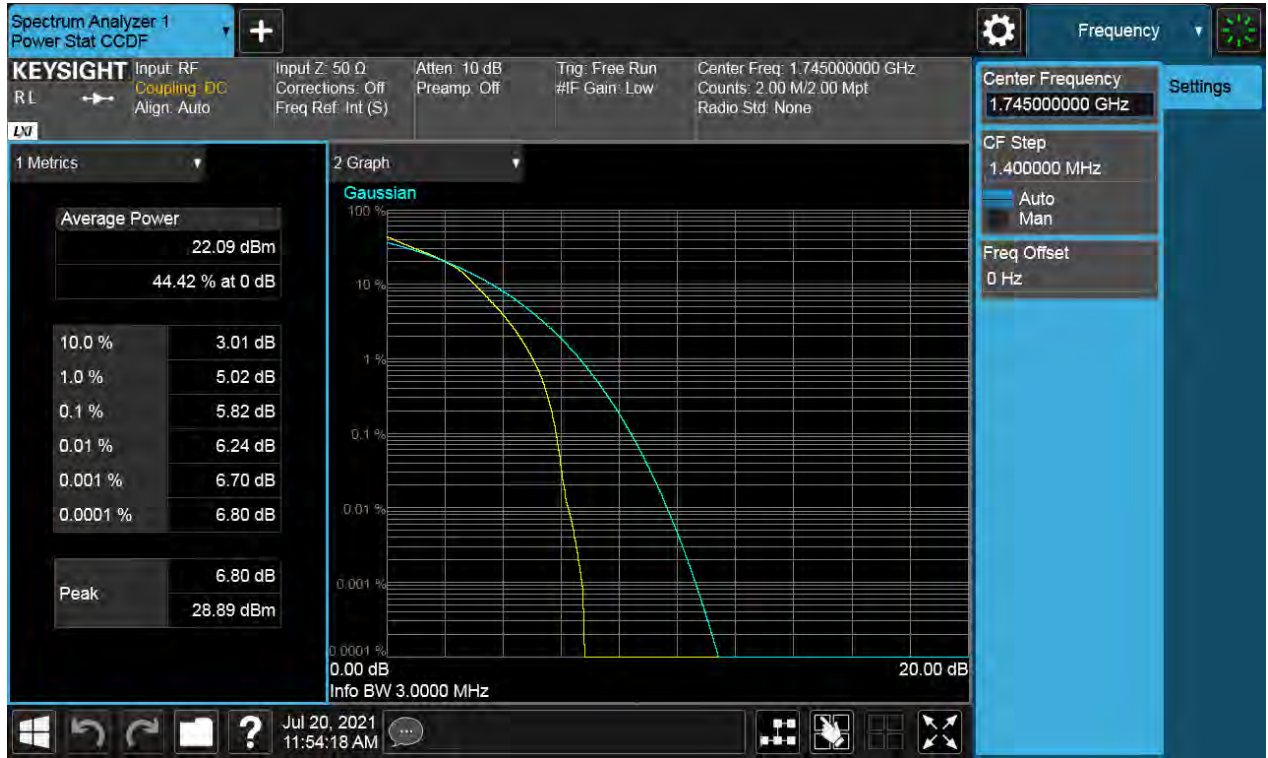 Spectrum Analyzer 1
Power Stat CCDF
Frequency
KEYSIGHT
RL
LXI
Input: RF
Coupling: DC
Align: Auto
Input Z: 50 Ω
Corrections: Off
Freq Ref: Int (S)
Atten: 10 dB
Preamp: Off
Trig: Free Run
#IF Gain: Low
Center Freq: 1.745000000 GHz
Counts: 2.00 M/2.00 Mpt
Radio Std: None
Center Frequency
1.745000000 GHz
Settings
CF Step
1.400000 MHz
Auto
Man
Freq Offset
0 Hz
1 Metrics
Average Power
22.09 dBm
44.42 % at 0 dB
10.0 % 3.01 dB
1.0 % 5.02 dB
0.1 % 5.82 dB
0.01 % 6.24 dB
0.001 % 6.70 dB
0.0001 % 6.80 dB
Peak
6.80 dB
28.89 dBm
2 Graph
Gaussian
100 %
10 %
1 %
0.1 %
0.01 %
0.001 %
0.0001 %
0.00 dB 20.00 dB
Info BW 3.0000 MHz
?
Jul 20, 2021
11:54:18 AM